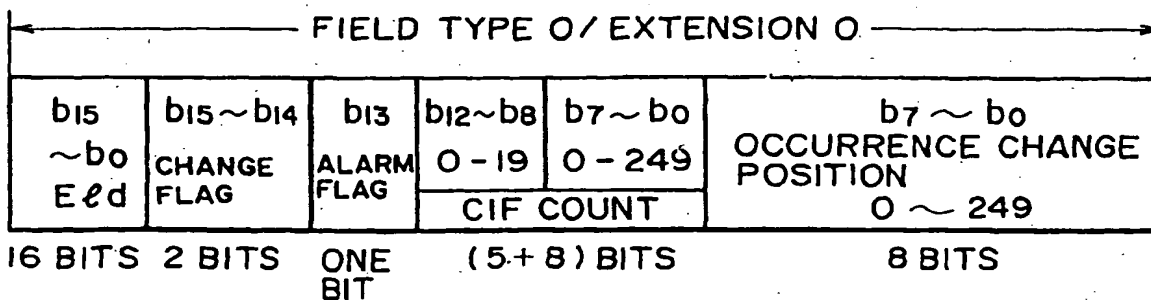 FIELD TYPE 0/EXTENSION 0
b15
~b0
Eℓd
b15~b14
CHANGE
FLAG
b13
ALARM
FLAG
b12~b8
0-19
b7~b0
0-249
CIF COUNT
b7~b0
OCCURRENCE CHANGE
POSITION
0~249
16 BITS
2 BITS
ONE
BIT
(5+8) BITS
8 BITS